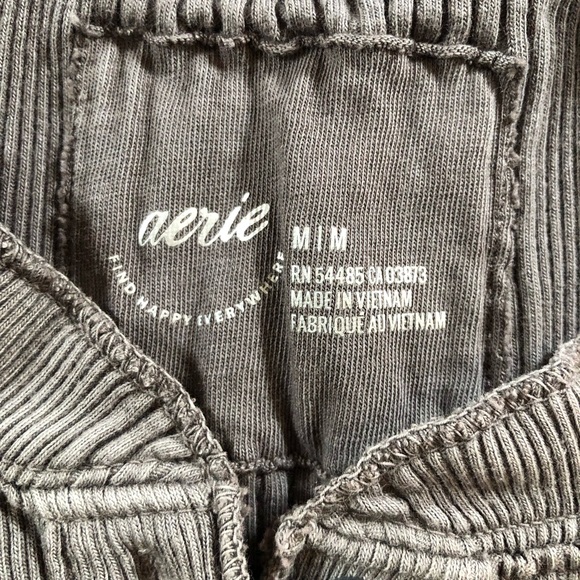 aerie
FIND HAPPY EVERYWHERE
M | M
RN 54485 CA 03873
MADE IN VIETNAM
FABRIQUÉ AU VIETNAM